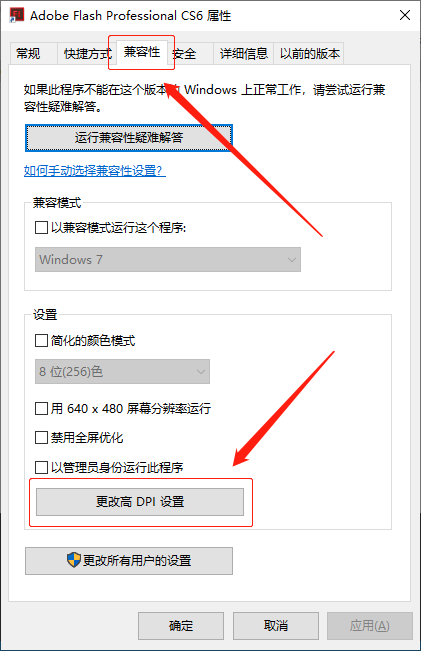 Adobe Flash Professional CS6 属性
常规 快捷方式 兼容性 安全 详细信息 以前的版本
如果此程序不能在这个版本的 Windows 上正常工作，请尝试运行兼
容性疑难解答。
运行兼容性疑难解答
如何手动选择兼容性设置?
兼容模式
以兼容模式运行这个程序:
Windows 7
设置
简化的颜色模式
8 位(256)色
用 640 x 480 屏幕分辨率运行
禁用全屏优化
以管理员身份运行此程序
更改高 DPI 设置
更改所有用户的设置
确定 取消 应用(A)